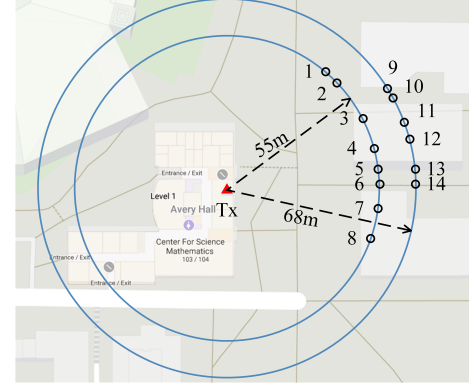 9
1
10
2
11
3
55m
12
4
Entrance / Exit
5
13
6
14
Level 1
Tx
Avery Hall
7
68m
8
Center For Science
Mathematics
103 / 104
Entrance / Exit
Entrance / Exit